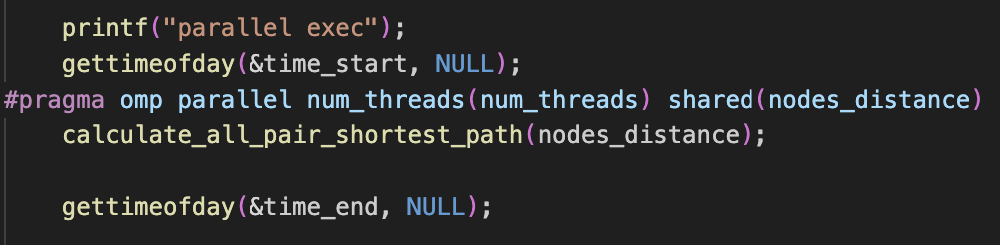 printf("parallel exec");
gettimeofday(&time_start, NULL);
#pragma omp parallel num_threads(num_threads) shared(nodes_distance)
calculate_all_pair_shortest_path(nodes_distance);
gettimeofday(&time_end, NULL);